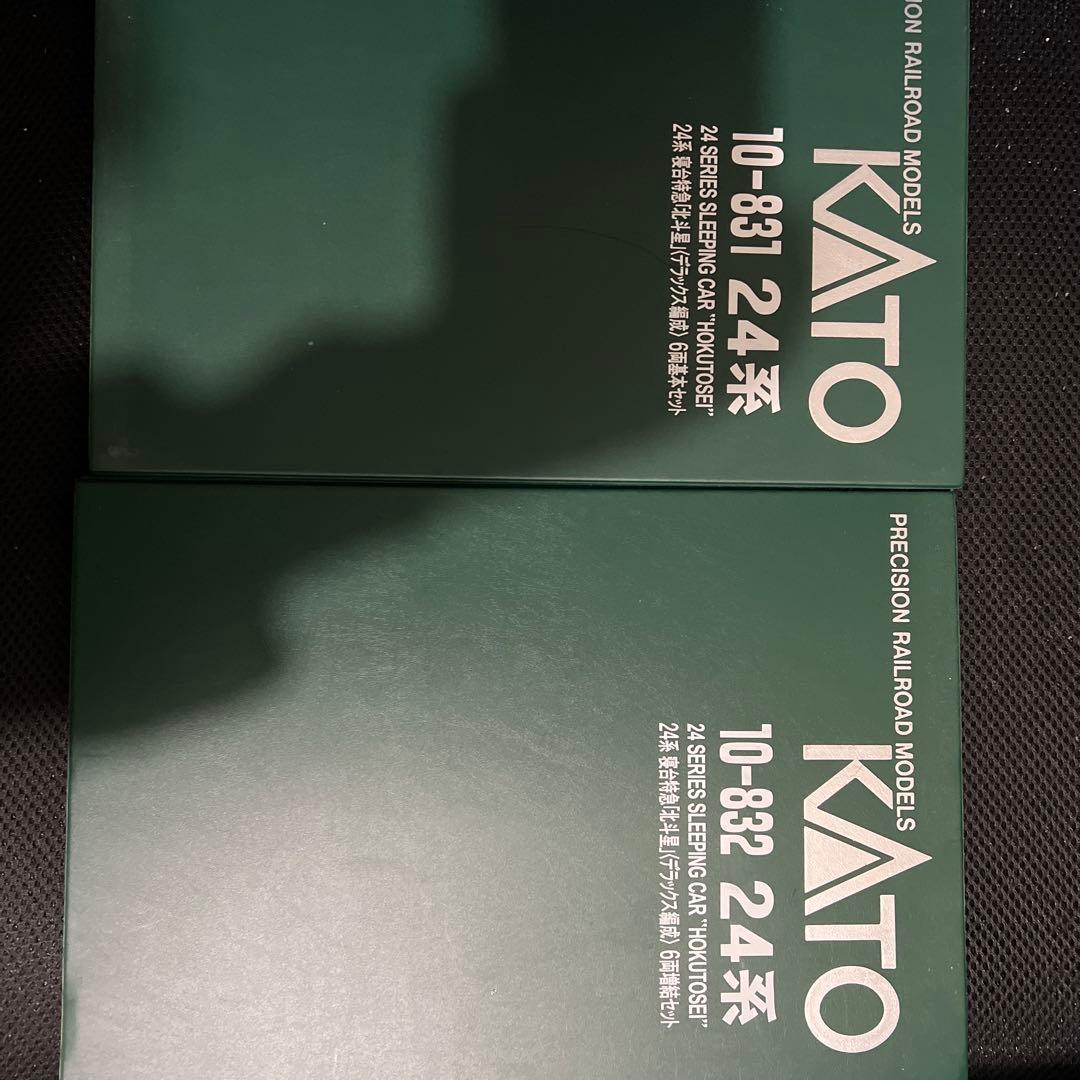 ION RAILROAD MODELS
KATO
10-831 24系
24 SERIES SLEEPING CAR "HOKUTOSEI"
24系 寝台特急「北斗星」〈デラックス編成〉 6両基本セット
PRECISION RAILROAD MODELS
KATO
10-832 24系
24 SERIES SLEEPING CAR "HOKUTOSEI"
24系 寝台特急「北斗星」〈デラックス編成〉 6両増結セット